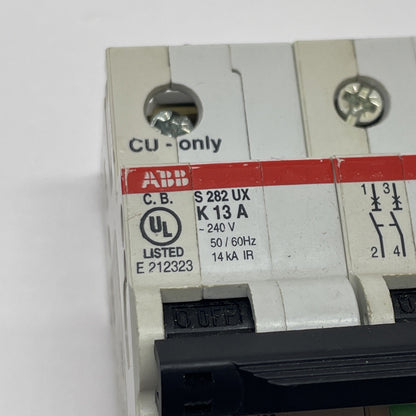 CU - only
ABB
C. B. S 282 UX
K 13 A
UL ~ 240 V
50 / 60Hz
LISTED 14 kA IR
E 212323
1 3
2 4
OFF